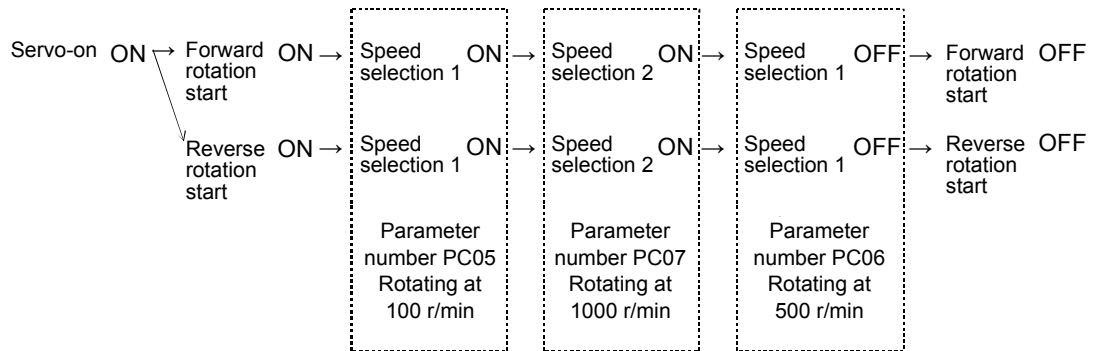 Servo-on ON → Forward rotation start ON → Speed selection 1 ON → Speed selection 2 ON → Speed selection 1 OFF → Forward rotation start OFF
Reverse rotation start ON → Speed selection 1 ON → Speed selection 2 ON → Speed selection 1 OFF → Reverse rotation start OFF
Parameter
number PC05
Rotating at
100 r/min
Parameter
number PC07
Rotating at
1000 r/min
Parameter
number PC06
Rotating at
500 r/min